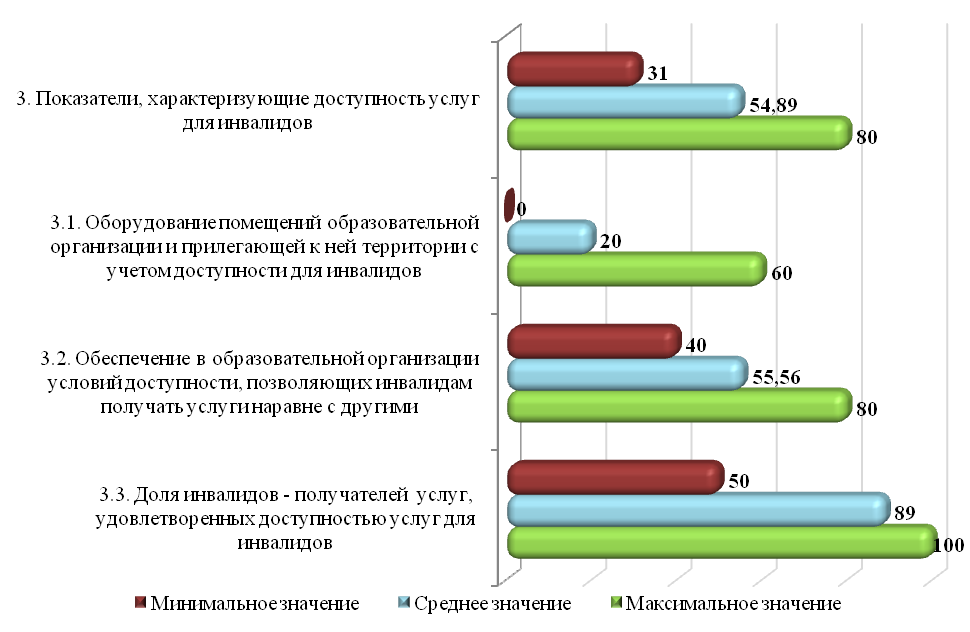 3. Показатели, характеризующие доступность услуг
для инвалидов
31
54,89
80
3.1. Оборудование помещений образовательной
организации и прилегающей к ней территории с
учетом доступности для инвалидов
0
20
60
3.2. Обеспечение в образовательной организации
условий доступности, позволяющих инвалидам
получать услуги наравне с другими
40
55,56
80
3.3. Доля инвалидов - получателей услуг,
удовлетворенных доступностью услуг для
инвалидов
50
89
100
Минимальное значение
Среднее значение
Максимальное значение